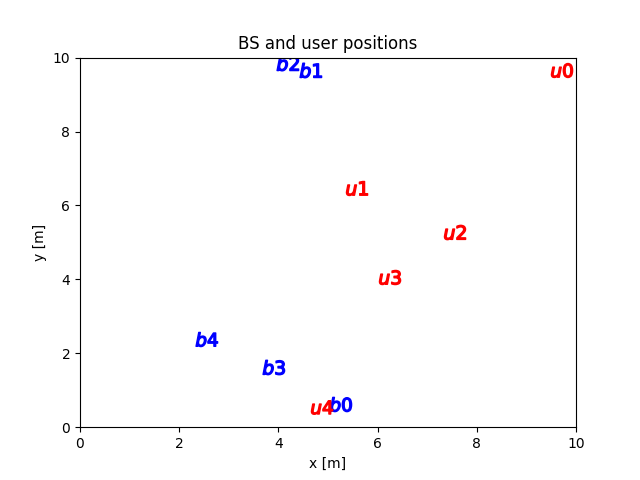 BS and user positions
10
b2
b1
u0
8
u1
6
u2
y [m]
u3
4
b4
2
b3
u4
b0
0
0 2 4 6 8 10
x [m]